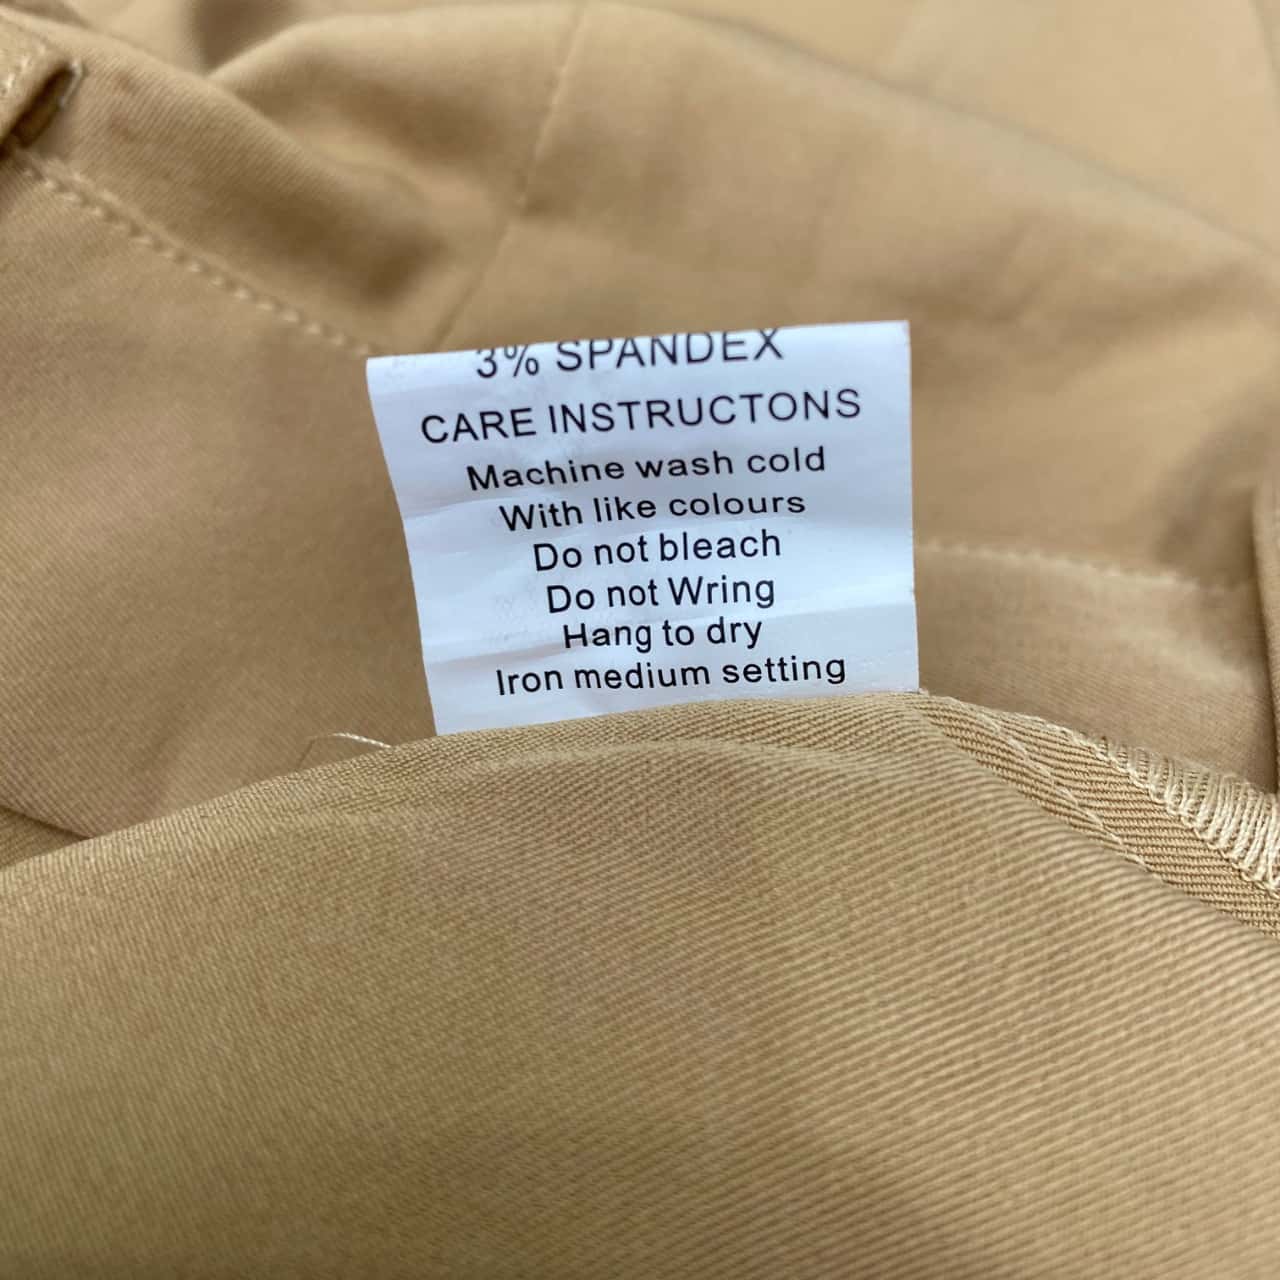 3% SPANDEX
CARE INSTRUCTONS
Machine wash cold
With like colours
Do not bleach
Do not Wring
Hang to dry
Iron medium setting